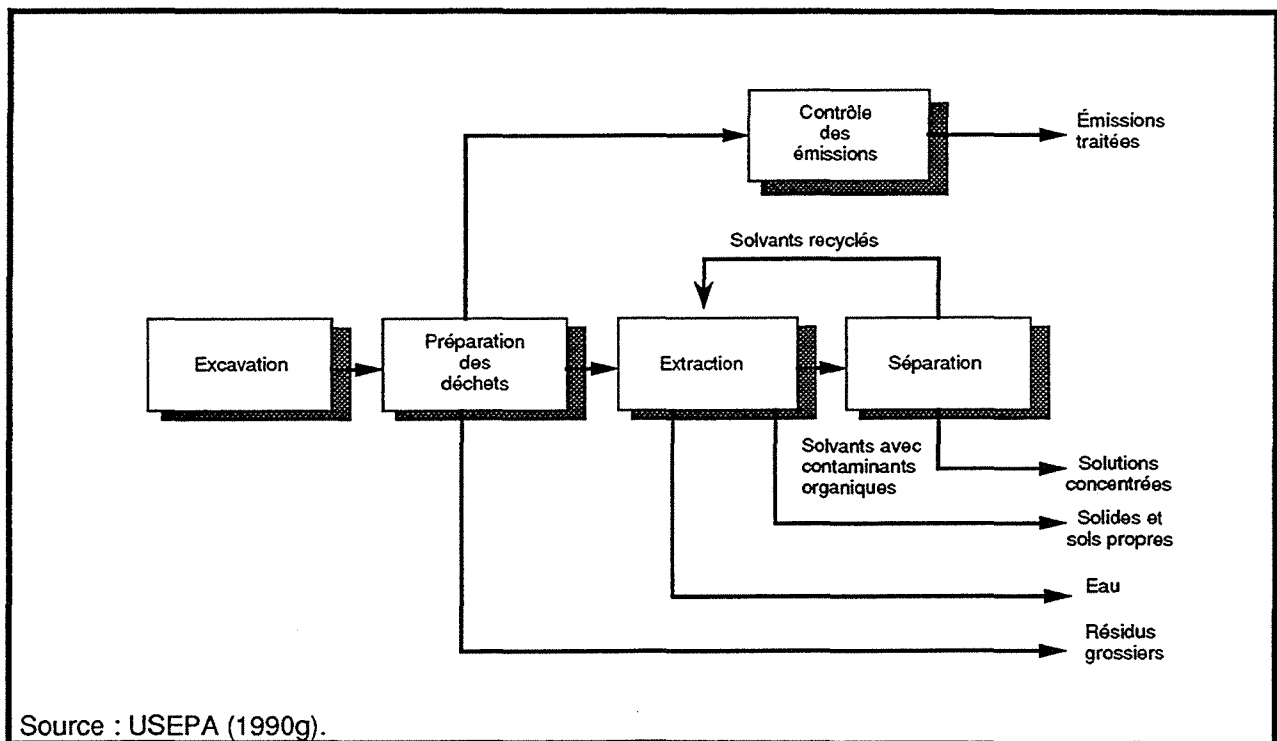 Contrôle
des
émissions
Émissions
traitées
Solvants recyclés
Excavation
Préparation
des
déchets
Extraction
Séparation
Solvants avec
contaminants
organiques
Solutions
concentrées
Solides et
sols propres
Eau
Résidus
grossiers
Source : USEPA (1990g).